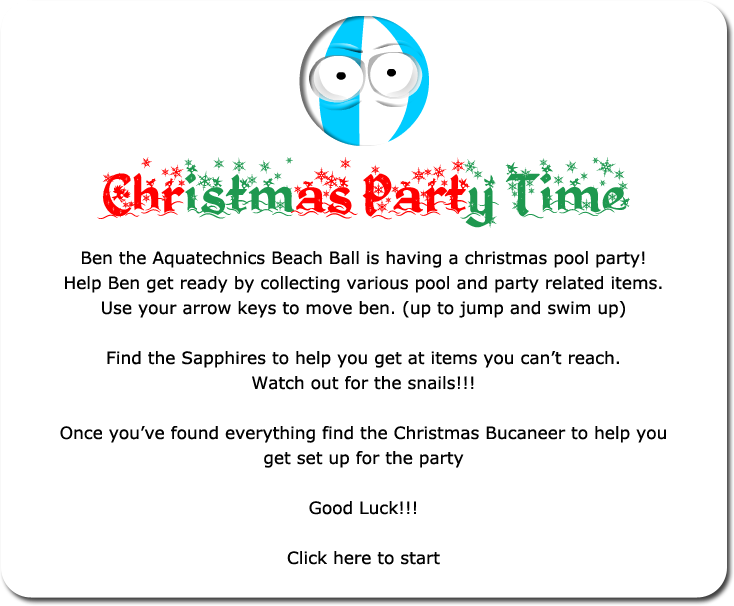 Christmas Party Time
Ben the Aquatechnics Beach Ball is having a christmas pool party!
Help Ben get ready by collecting various pool and party related items.
Use your arrow keys to move ben. (up to jump and swim up)
Find the Sapphires to help you get at items you can’t reach.
Watch out for the snails!!!
Once you’ve found everything find the Christmas Bucaneer to help you
get set up for the party
Good Luck!!!
Click here to start